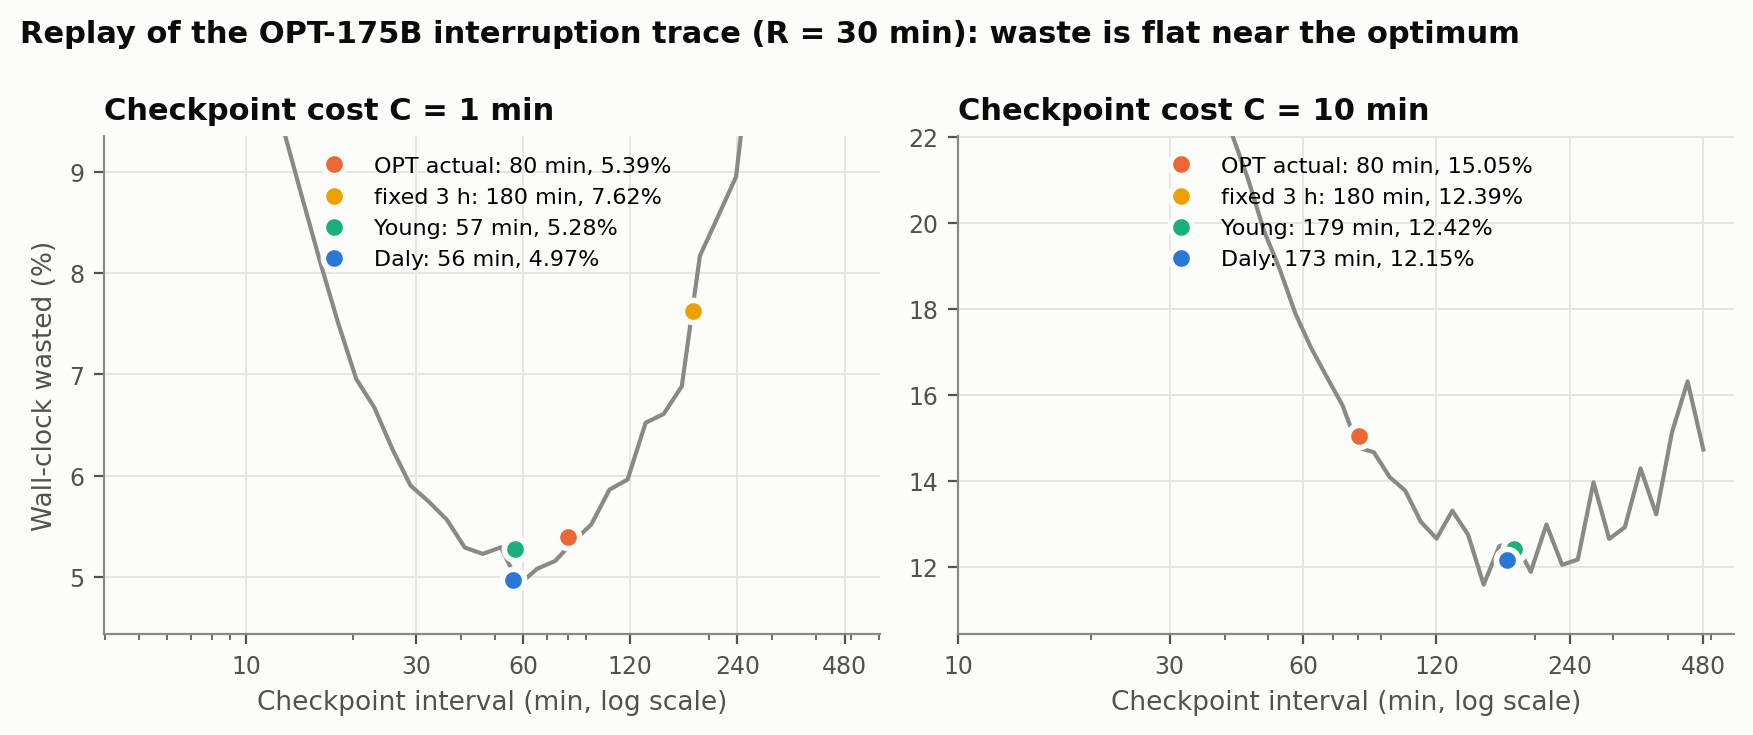 Replay of the OPT-175B interruption trace (R = 30 min): waste is flat near the optimum
Checkpoint cost C = 1 min
OPT actual: 80 min, 5.39%
fixed 3 h: 180 min, 7.62%
Young: 57 min, 5.28%
Daly: 56 min, 4.97%
9
8
7
6
5
Wall-clock wasted (%)
10 30 60 120 240 480
Checkpoint interval (min, log scale)
Checkpoint cost C = 10 min
OPT actual: 80 min, 15.05%
fixed 3 h: 180 min, 12.39%
Young: 179 min, 12.42%
Daly: 173 min, 12.15%
22
20
18
16
14
12
10 30 60 120 240 480
Checkpoint interval (min, log scale)